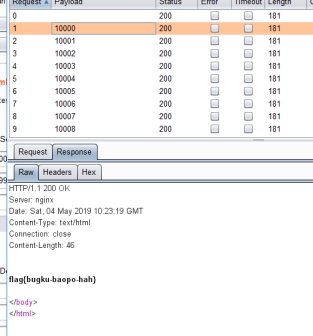 Request Payload Status Error Timeout Length
0 200 181
1 10000 200 181
2 10001 200 181
3 10002 200 181
4 10003 200 181
5 10004 200 181
6 10005 200 181
7 10006 200 181
8 10007 200 181
9 10008 200 181
Request Response
Raw Headers Hex
HTTP/1.1 200 OK
Server: nginx
Date: Sat, 04 May 2019 10:23:19 GMT
Content-Type: text/html
Connection: close
Content-Length: 46
flag{bugku-baopo-hah}
</body>
</html>